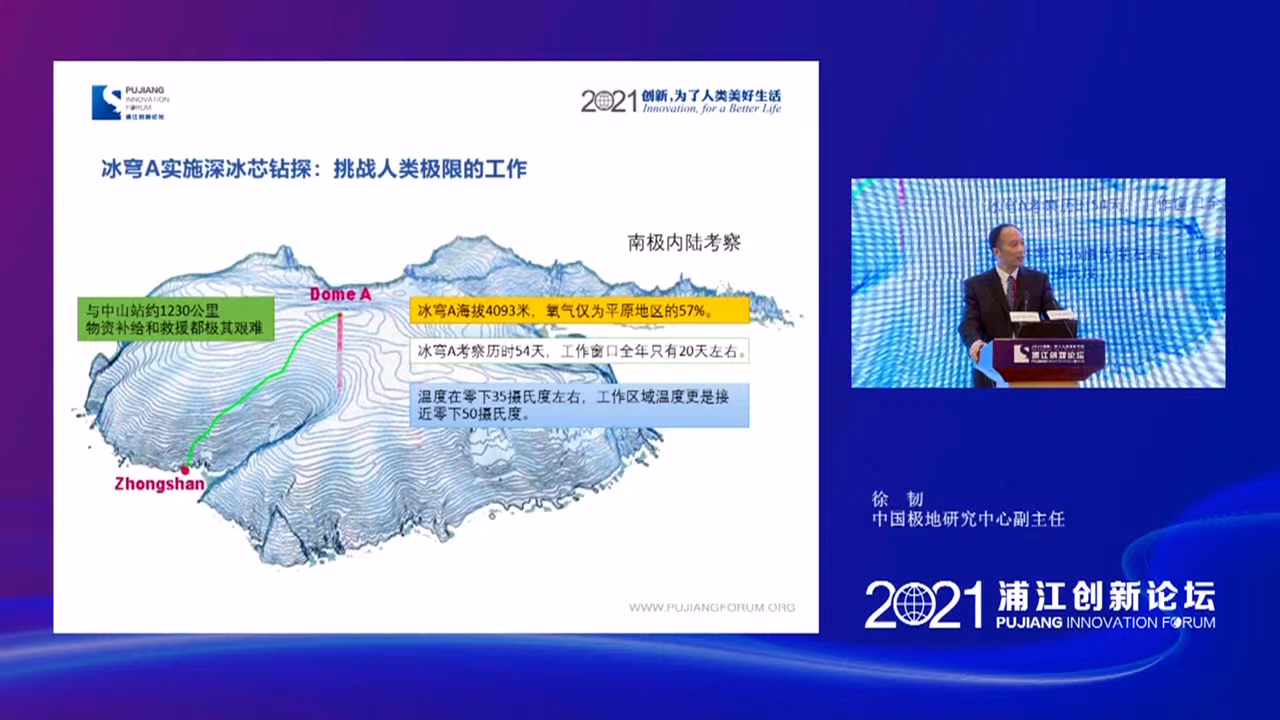 PUJIANG
INNOVATION
FORUM
浦江创新论坛
2021 创新,为了人类美好生活
Innovation, for a Better Life
冰穹A实施深冰芯钻探：挑战人类极限的工作
南极内陆考察
Dome A
与中山站约1230公里
物资补给和救援都极其艰难
冰穹A海拔4093米，氧气仅为平原地区的57%。
冰穹A考察历时54天，工作窗口全年只有20天左右。
温度在零下35摄氏度左右，工作区域温度更是接
近零下50摄氏度。
Zhongshan
WWW.PUJIANGFORUM.ORG
浦江创新论坛
徐 韧
中国极地研究中心副主任
2021 浦江创新论坛
PUJIANG INNOVATION FORUM